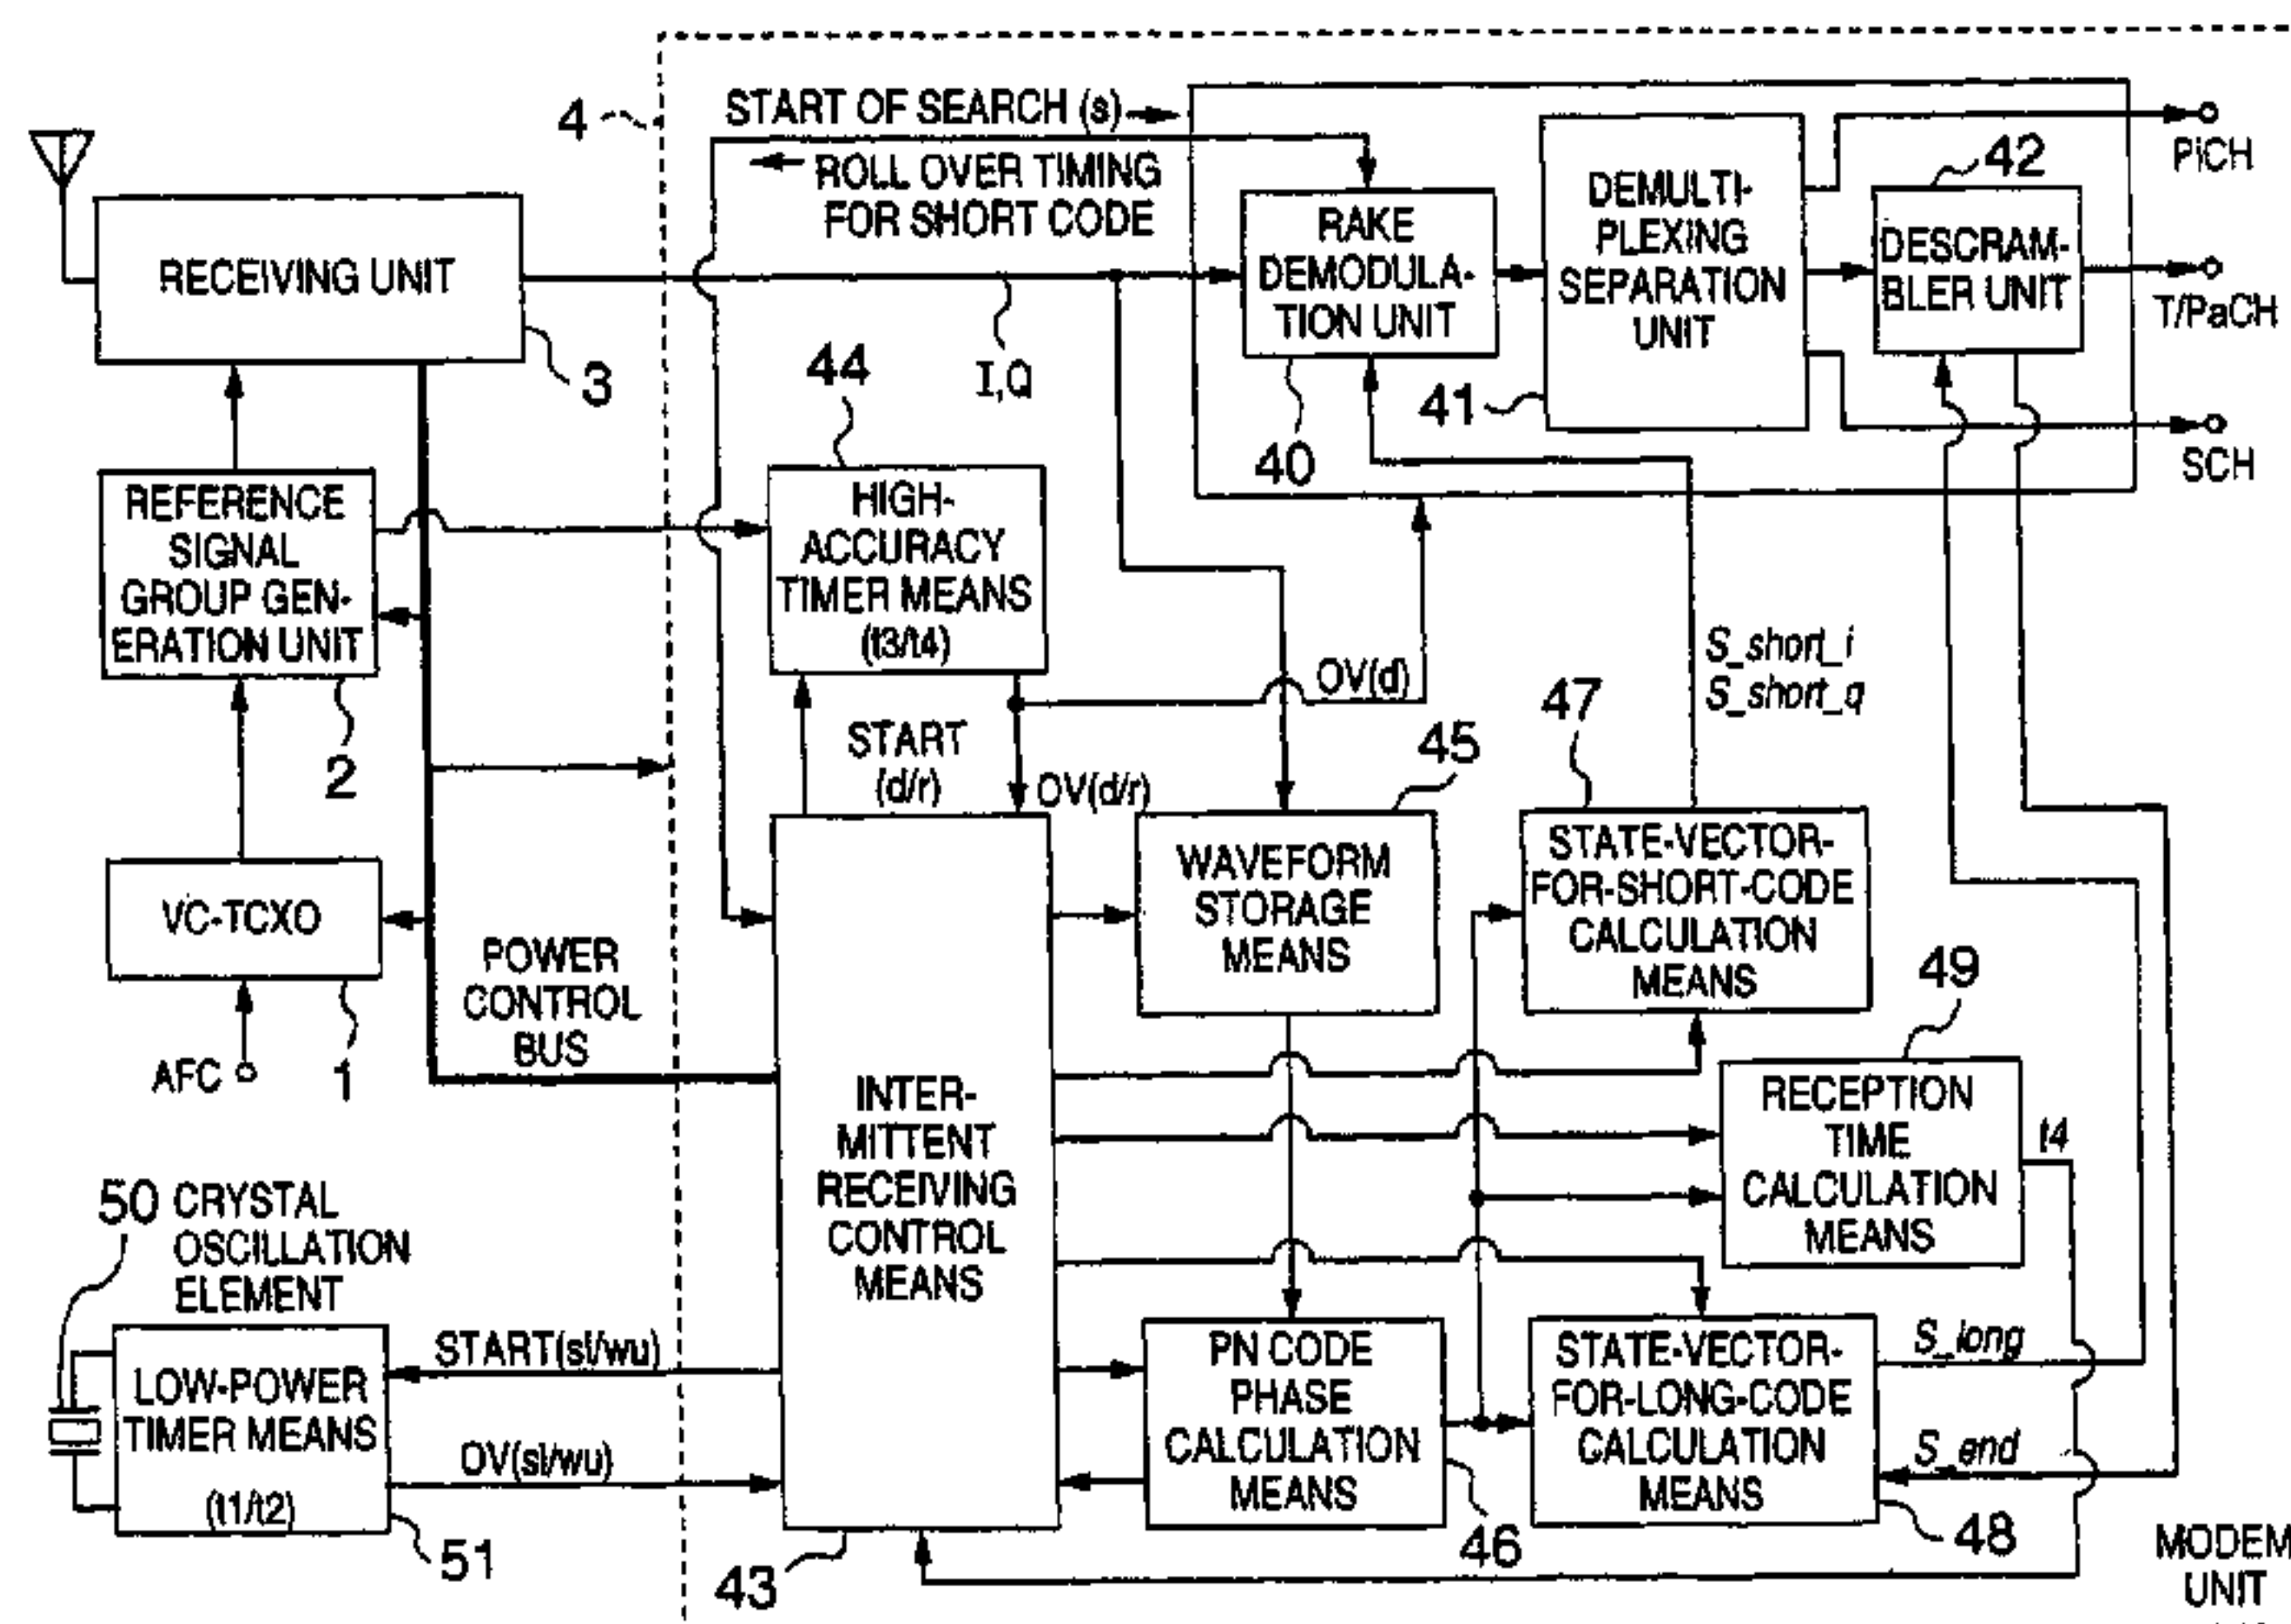 4
START OF SEARCH (s)
ROLL OVER TIMING
FOR SHORT CODE
RECEIVING UNIT
3
I,Q
RAKE
DEMODULA-
TION UNIT
40
DEMULTI-
PLEXING
SEPARATION
UNIT
41
42
DESCRAM-
BLER UNIT
PiCH
T/PaCH
SCH
REFERENCE
SIGNAL
GROUP GEN-
ERATION UNIT
2
44
HIGH-
ACCURACY
TIMER MEANS
(t3/t4)
OV(d)
START
(d/r)
OV(d/r)
S_short_i
S_short_q
VC-TCXO
1
AFC
POWER
CONTROL
BUS
45
WAVEFORM
STORAGE
MEANS
47
STATE-VECTOR-
FOR-SHORT-CODE
CALCULATION
MEANS
49
RECEPTION
TIME
CALCULATION
MEANS
t4
INTER-
MITTENT
RECEIVING
CONTROL
MEANS
43
50 CRYSTAL
OSCILLATION
ELEMENT
LOW-POWER
TIMER MEANS
(t1/t2)
51
START(sl/wu)
OV(sl/wu)
PN CODE
PHASE
CALCULATION
MEANS
46
STATE-VECTOR-
FOR-LONG-CODE
CALCULATION
MEANS
48
S_long
S_end
MODEM
UNIT